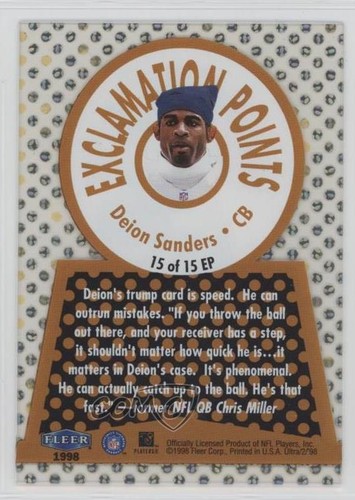 EXCLAMATION POINTS
Deion Sanders • CB
15 of 15 EP
Deion's trump card is speed. He can
outrun mistakes. "If you throw the ball
out there, and your receiver has a step,
it shouldn't matter how quick he is...it
matters in Deion's case. It's phenomenal.
He can actually catch up to the ball. He's that
fast." — former NFL QB Chris Miller
FLEER
1998
NFL
PLAYERS
Officially Licensed Product of NFL Players, Inc.
©1998 Fleer Corp., Printed in U.S.A. Ultra/2/'98